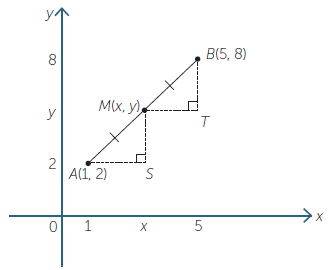 y
8
B(5, 8)
M(x, y)
y
T
2
A(1, 2)
S
0
1
x
5
x